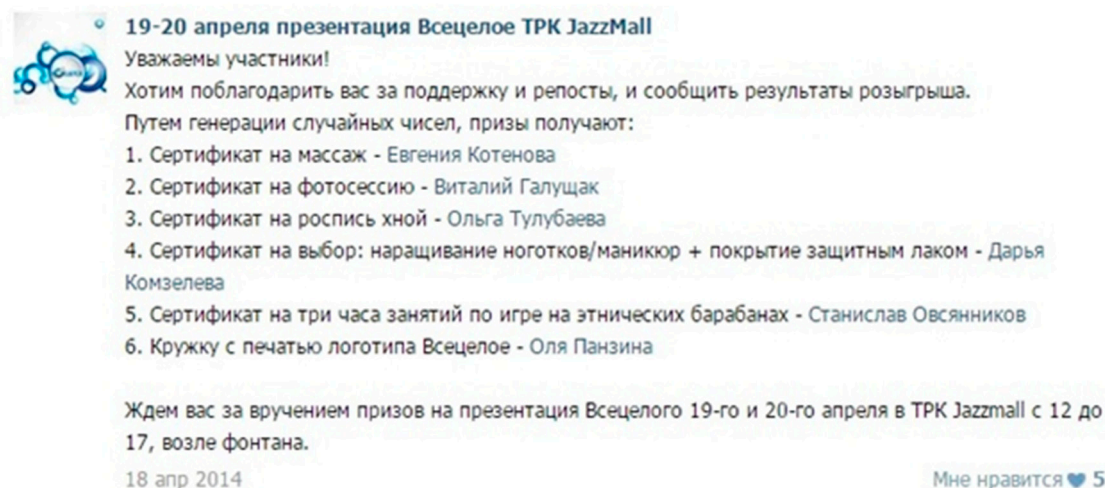 19-20 апреля презентация Всецелое ТРК JazzMall
Уважаемы участники!
Хотим поблагодарить вас за поддержку и репосты, и сообщить результаты розыгрыша.
Путем генерации случайных чисел, призы получают:
1. Сертификат на массаж - Евгения Котенова
2. Сертификат на фотосессию - Виталий Галущак
3. Сертификат на роспись хной - Ольга Тулубаева
4. Сертификат на выбор: наращивание ноготков/маникюр + покрытие защитным лаком - Дарья
Комзелева
5. Сертификат на три часа занятий по игре на этнических барабанах - Станислав Овсянников
6. Кружку с печатью логотипа Всецелое - Оля Панзина
Ждем вас за вручением призов на презентация Всецелого 19-го и 20-го апреля в ТРК Jazzmall с 12 до
17, возле фонтана.
18 апр 2014 Мне нравится 5